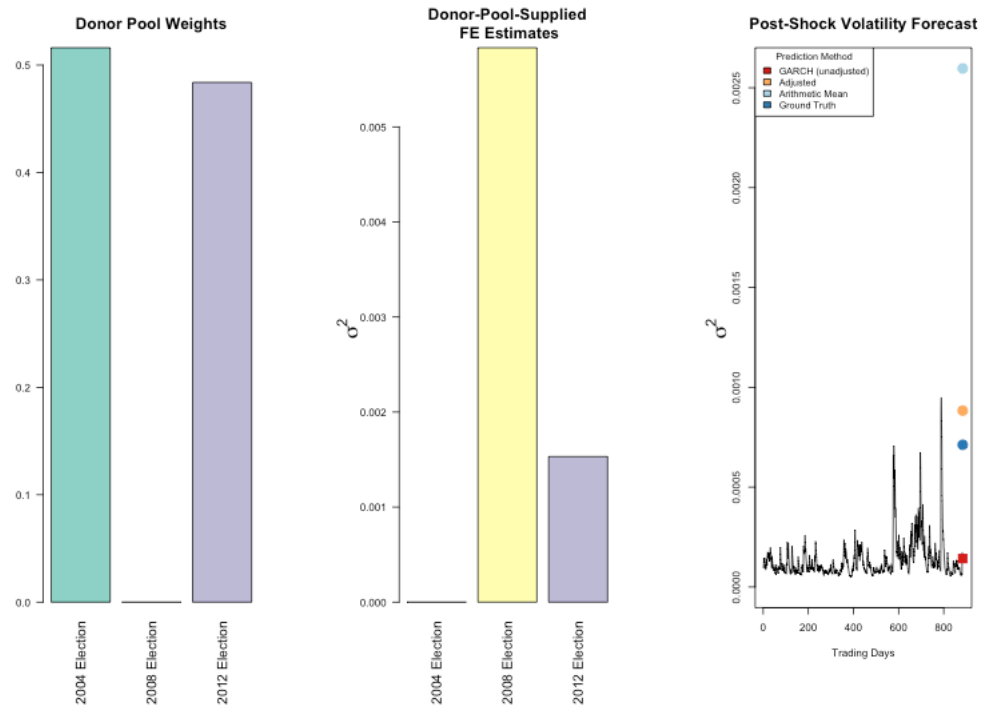 Donor Pool Weights
0.5
0.4
0.3
0.2
0.1
0.0
2004 Election
2008 Election
2012 Election
Donor-Pool-Supplied
FE Estimates
σ²
0.005
0.004
0.003
0.002
0.001
0.000
2004 Election
2008 Election
2012 Election
Post-Shock Volatility Forecast
Prediction Method
GARCH (unadjusted)
Adjusted
Arithmetic Mean
Ground Truth
σ²
0.0025
0.0020
0.0015
0.0010
0.0005
0.0000
0 200 400 600 800
Trading Days